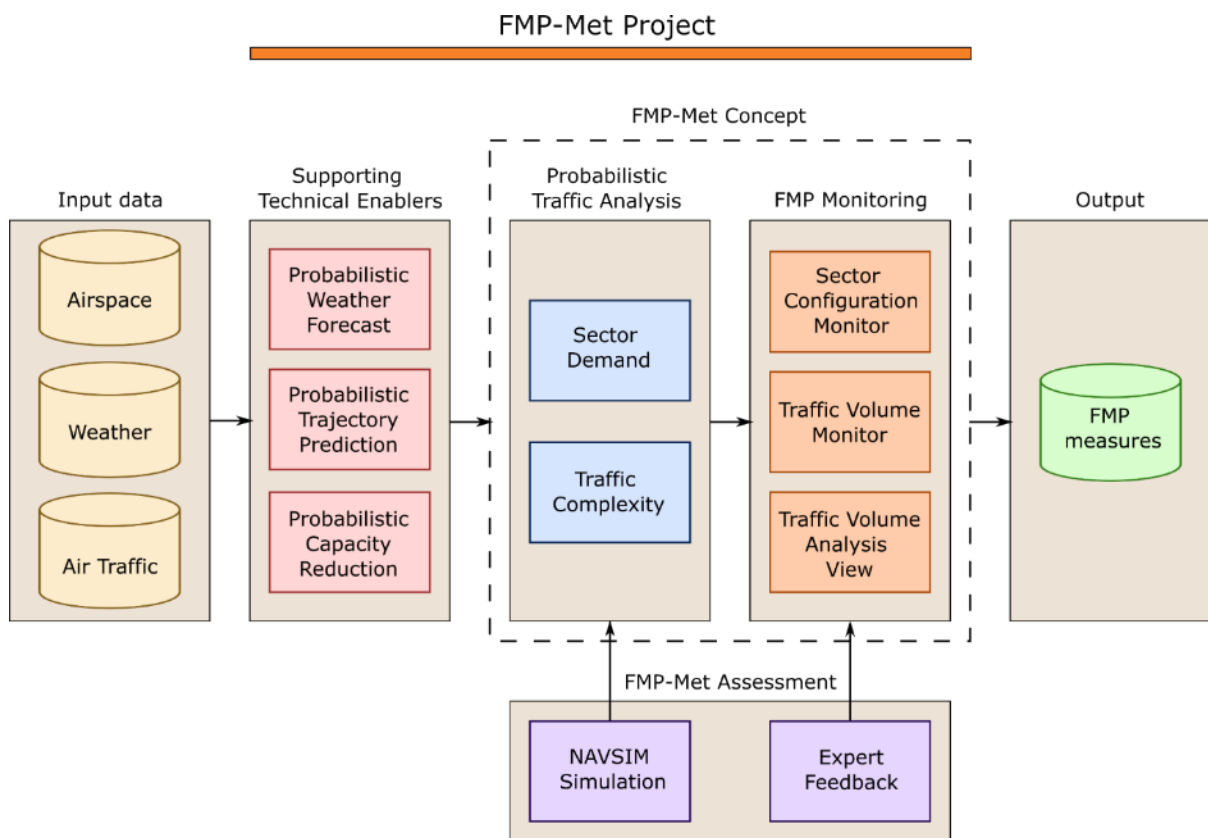 FMP-Met Project
FMP-Met Concept
Input data
Supporting
Technical Enablers
Probabilistic
Traffic Analysis
FMP Monitoring
Output
Airspace
Weather
Air Traffic
Probabilistic
Weather
Forecast
Probabilistic
Trajectory
Prediction
Probabilistic
Capacity
Reduction
Sector
Demand
Traffic
Complexity
Sector
Configuration
Monitor
Traffic Volume
Monitor
Traffic Volume
Analysis
View
FMP
measures
FMP-Met Assessment
NAVSIM
Simulation
Expert
Feedback